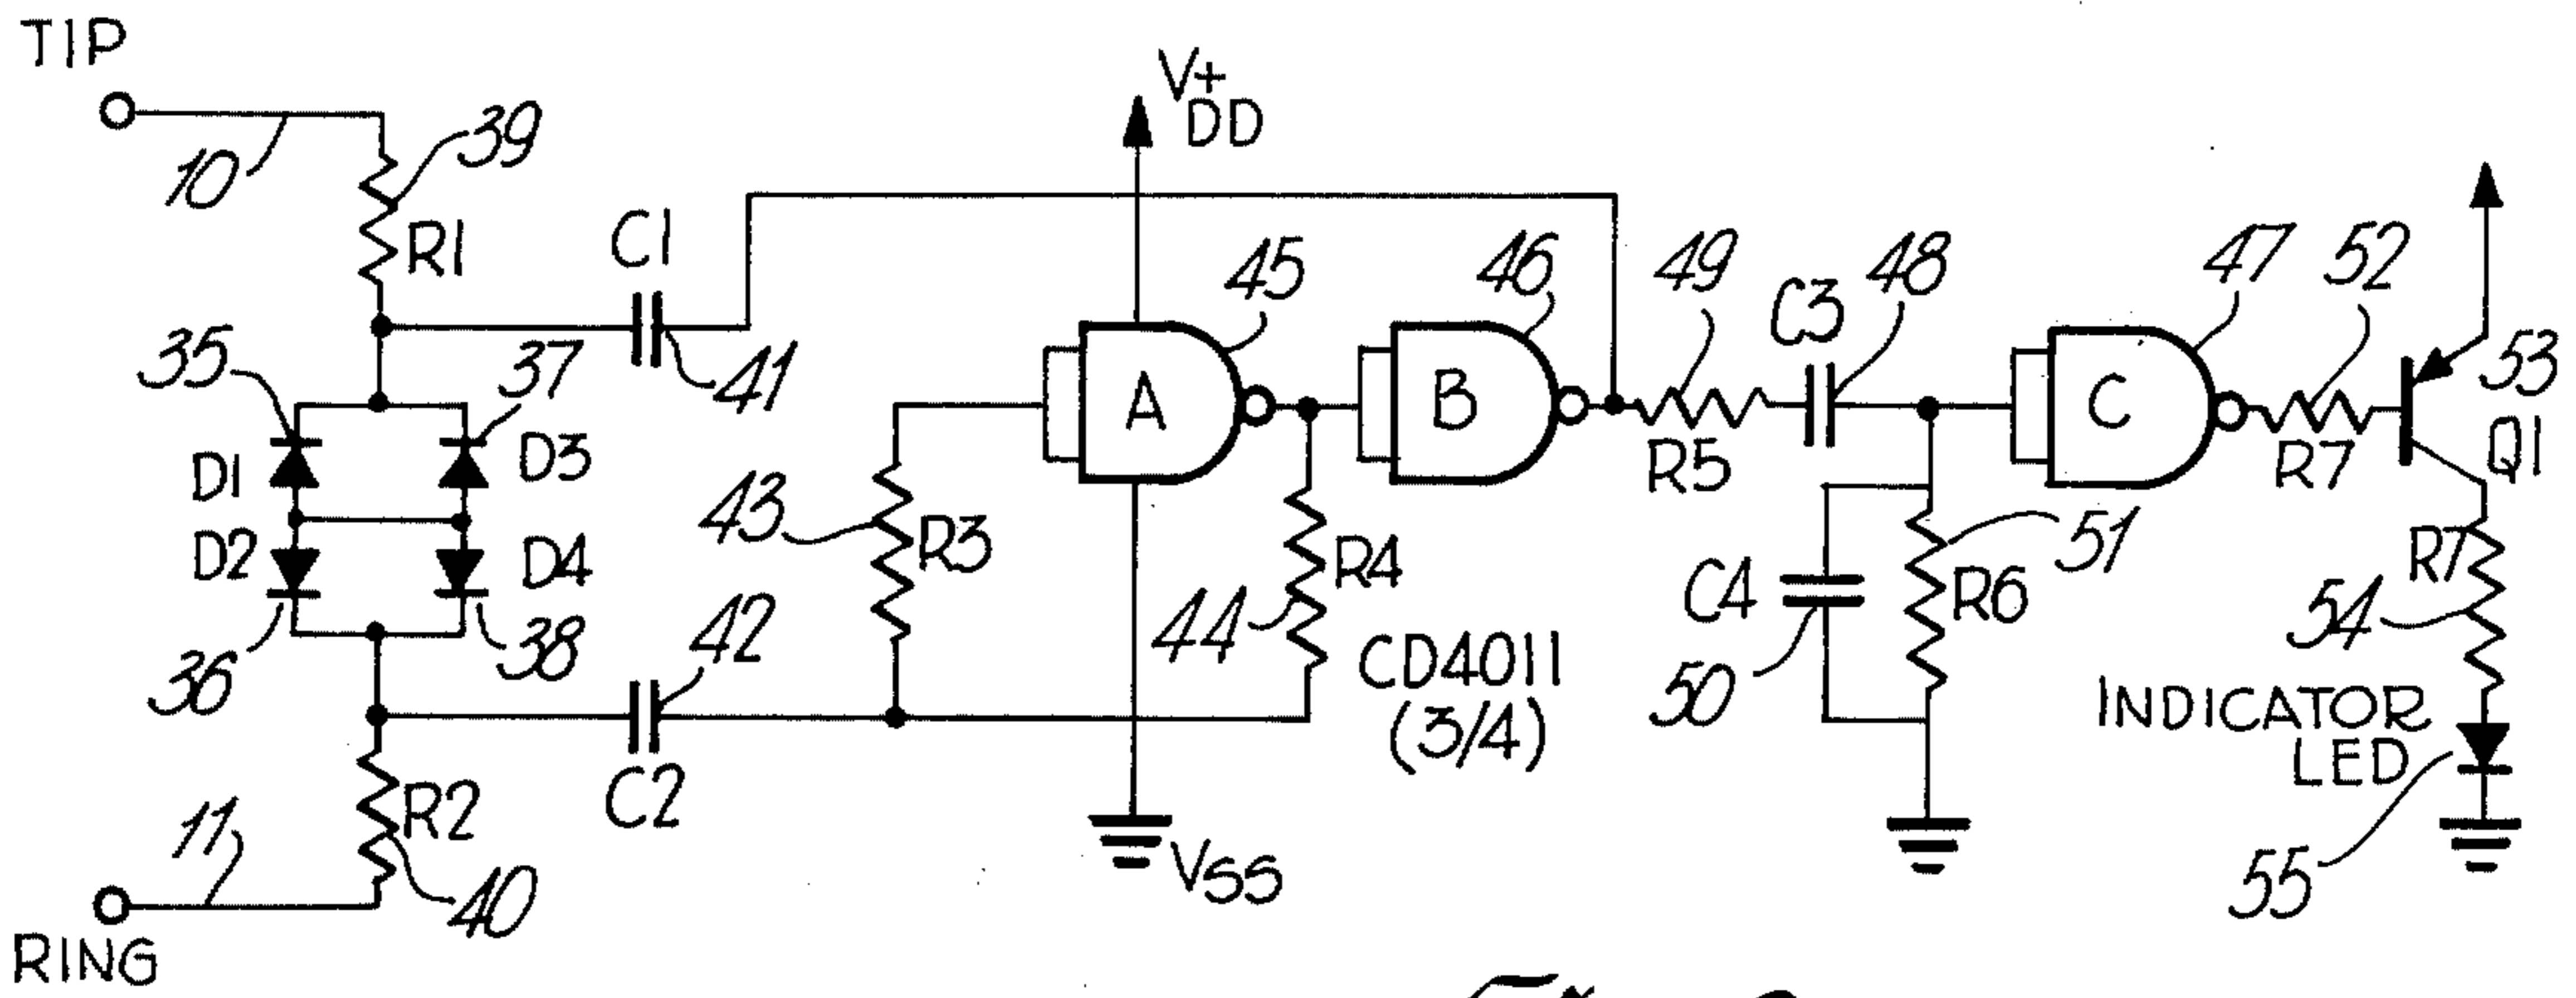 TIP
10
39
R1
C1
41
V+
DD
35
37
D1
D3
D2
D4
36
38
42
C2
R2
40
11
RING
43
R3
A
45
44
R4
B
46
CD4011
(3/4)
VSS
49
R5
C3
48
C4
50
R6
51
C
47
52
R7
53
Q1
R7
54
INDICATOR
LED
55